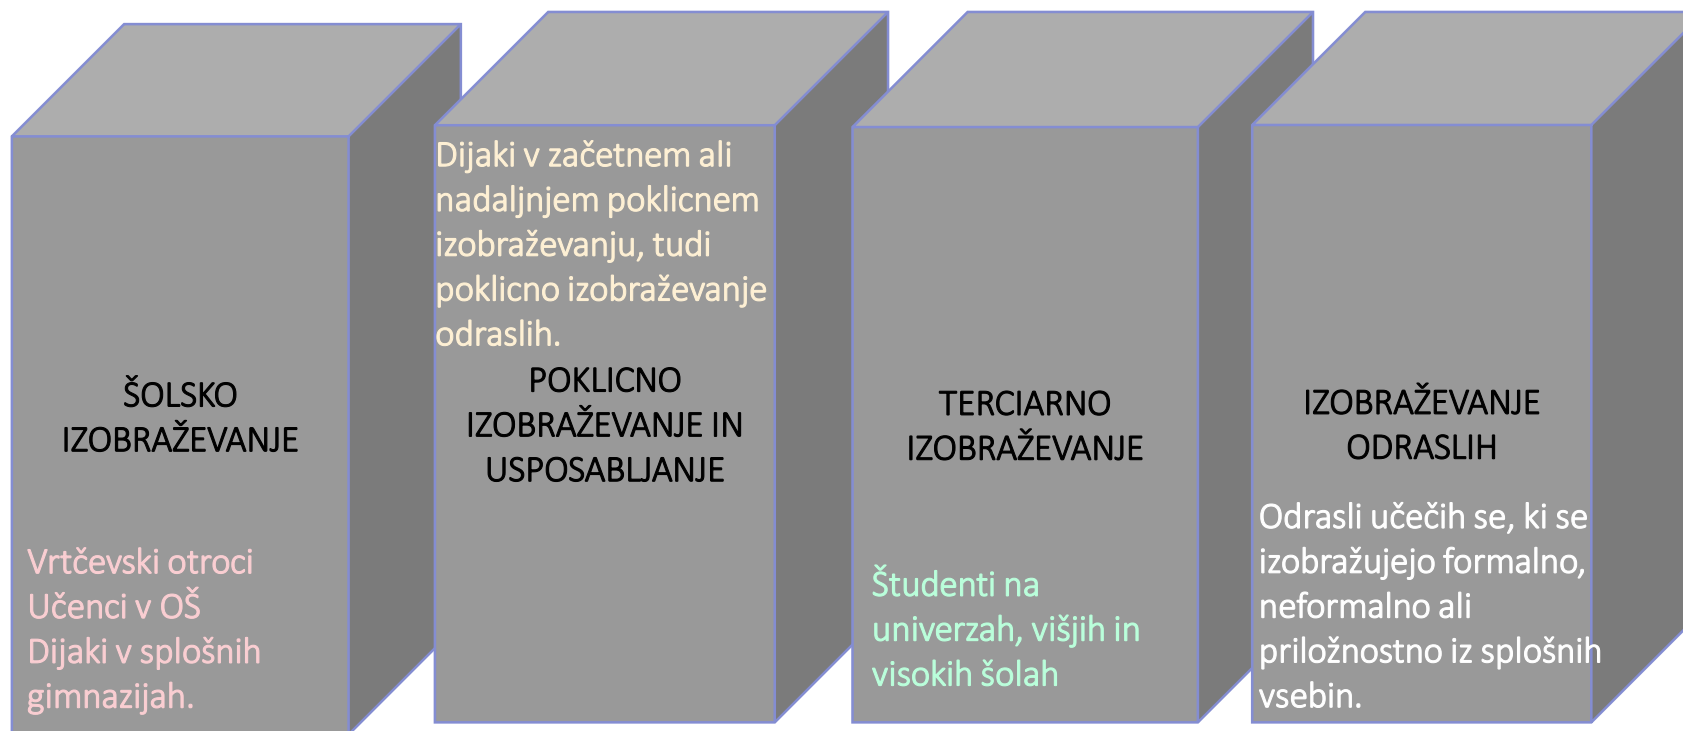 ŠOLSKO
IZOBRAŽEVANJE
Vrtčevski otroci
Učenci v OŠ
Dijaki v splošnih
gimnazijah.
Dijaki v začetnem ali
nadaljnjem poklicnem
izobraževanju, tudi
poklicno izobraževanje
odraslih.
POKLICNO
IZOBRAŽEVANJE IN
USPOSABLJANJE
TERCIARNO
IZOBRAŽEVANJE
Študenti na
univerzah, višjih in
visokih šolah
IZOBRAŽEVANJE
ODRASLIH
Odrasli učečih se, ki se
izobražujejo formalno,
neformalno ali
priložnostno iz splošnih
vsebin.